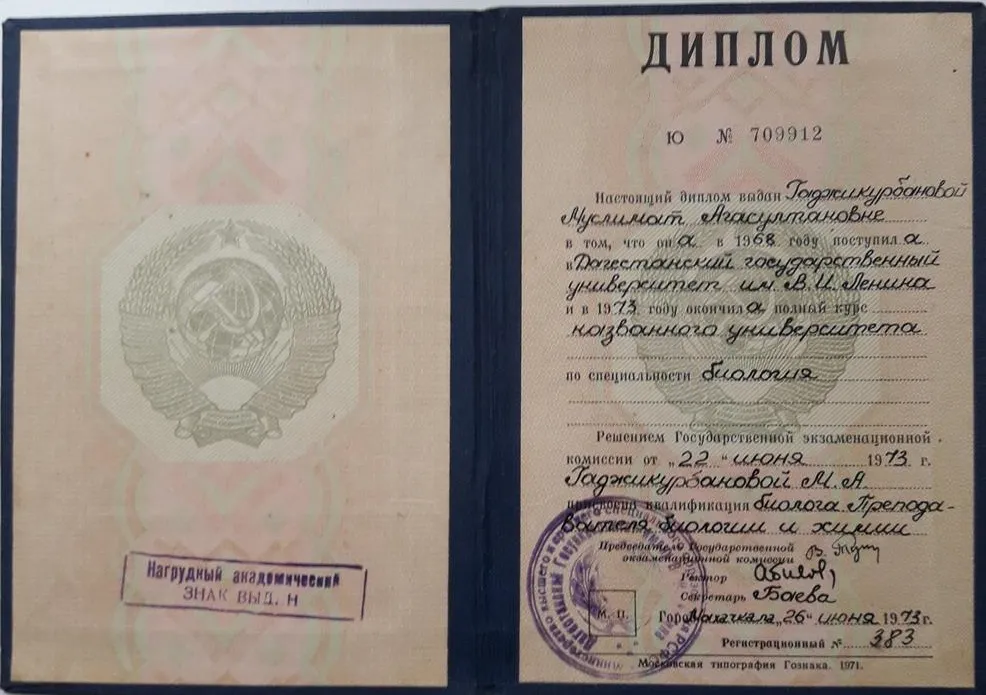 Нагрудный академический
ЗНАК ВЫД. Н
ДИПЛОМ
Ю № 709912
Настоящий диплом выдан Гаджикурбановой
Муслимат Агасултановне
в том, что он а в 1968 году поступил а
в Дагестанский государственный
университет им. В. И. Ленина
и в 1973 году окончил а полный курс
названного университета
по специальности биология
Решением Государственной экзаменационной
комиссии от „22“ июня 1973 г.
Гаджикурбановой М. А
присвоена квалификация биолога. Препода-
вателя биологии и химии
Председатель Государственной
экзаменационной комиссии
Ректор
Секретарь Баева
М. П.
Город Махачкала „26“ июня 1973 г.
Регистрационный № 383
Московская типография Гознака. 1971.